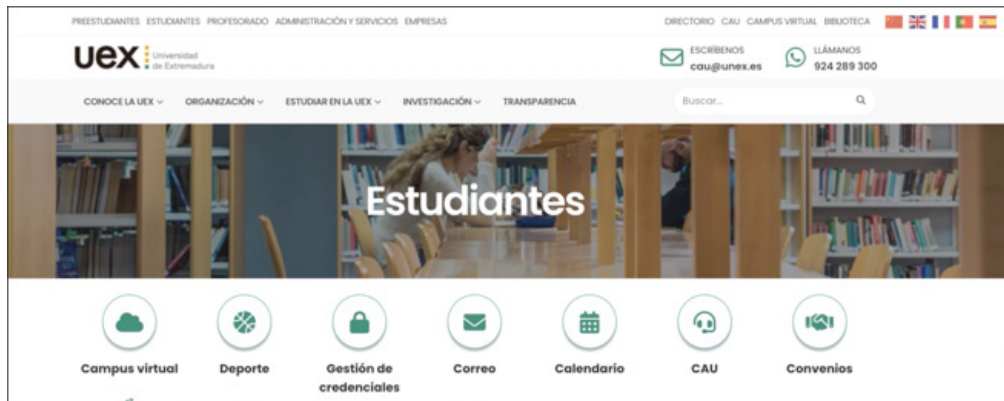 PREESTUDIANTES ESTUDIANTES PROFESORADO ADMINISTRACIÓN Y SERVICIOS EMPRESAS DIRECTORIO CAU CAMPUS VIRTUAL BIBLIOTECA
uex Universidad
de Extremadura
ESCRÍBENOS
cau@unex.es
LLÁMANOS
924 289 300
CONOCE LA UEX ORGANIZACIÓN ESTUDIAR EN LA UEX INVESTIGACIÓN TRANSPARENCIA Buscar...
Estudiantes
Campus virtual Deporte Gestión de Correo Calendario CAU Convenios
credenciales